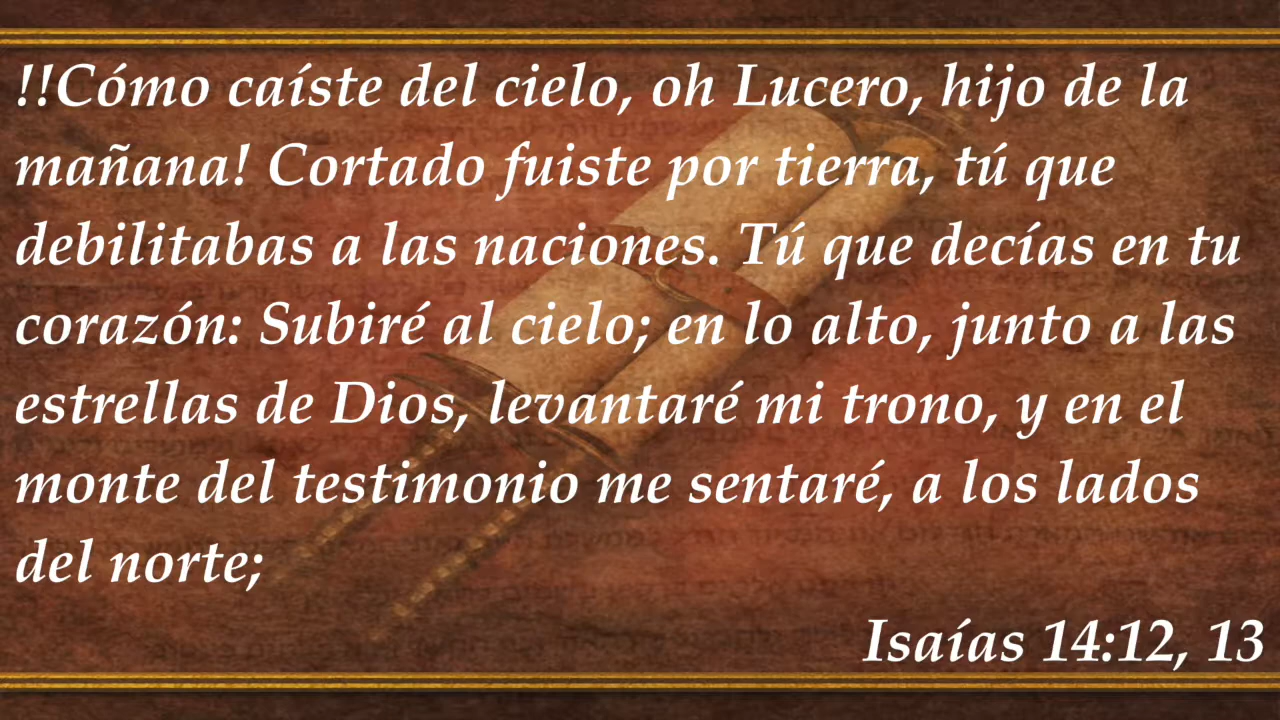 !!Cómo caíste del cielo, oh Lucero, hijo de la
mañana! Cortado fuiste por tierra, tú que
debilitabas a las naciones. Tú que decías en tu
corazón: Subiré al cielo; en lo alto, junto a las
estrellas de Dios, levantaré mi trono, y en el
monte del testimonio me sentaré, a los lados
del norte;
Isaías 14:12, 13